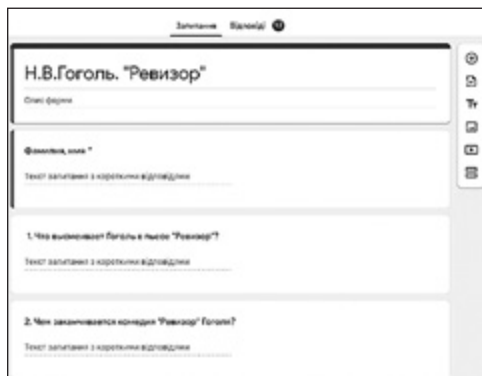 Запитання Відповіді
Н.В.Гоголь. "Ревизор"
Опис форми
Фамилия, имя *
Текст запитання з короткими відповідями
1. Что высмеивает Гоголь в пьесе "Ревизор"?
Текст запитання з короткими відповідями
2. Чем заканчивается комедия "Ревизор" Гоголя?
Текст запитання з короткими відповідями
Тт